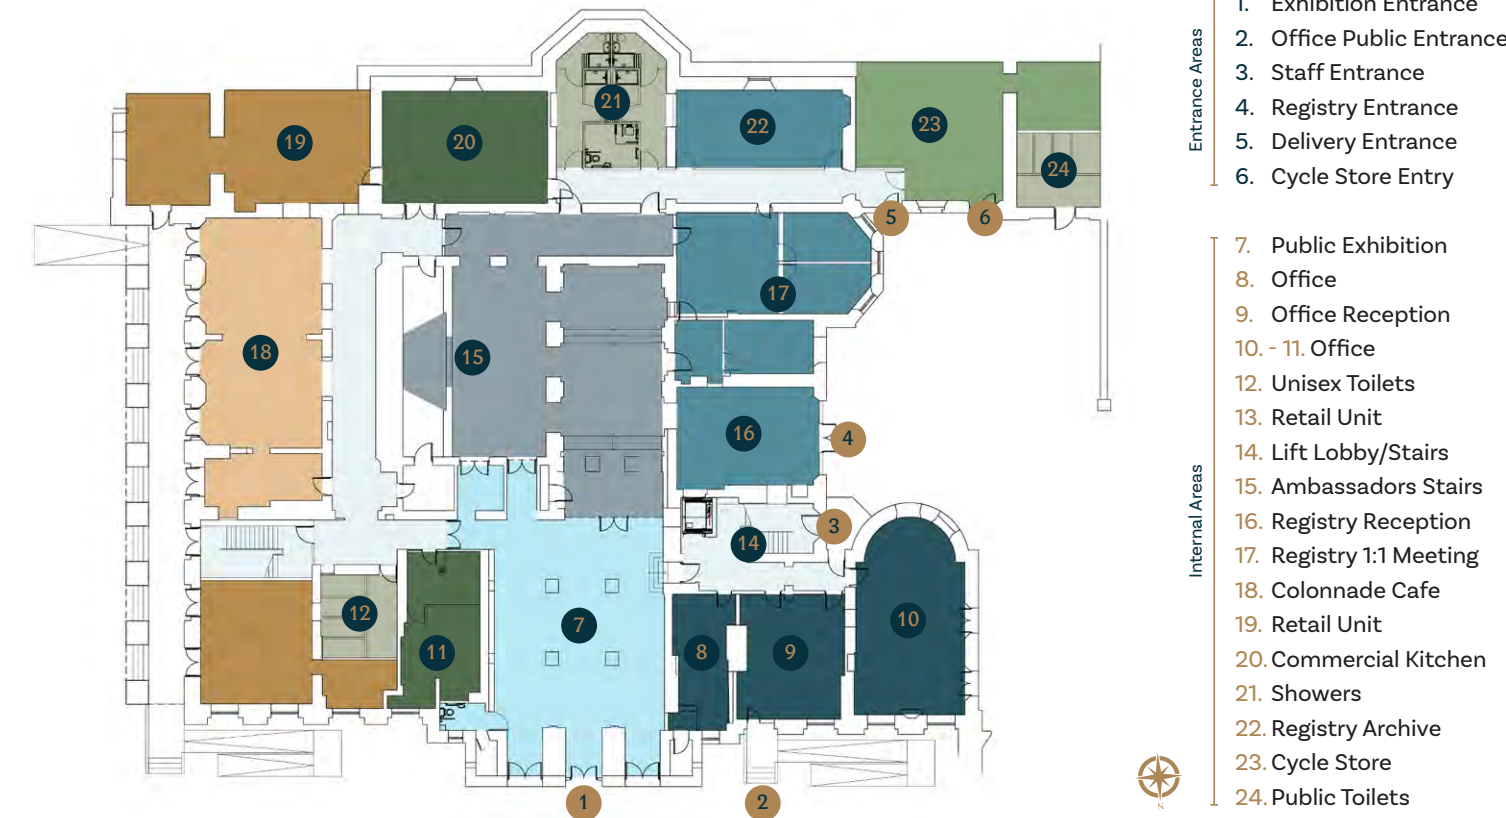 21
19
20
22
23
24
5
6
17
18
15
16
4
3
14
12
7
10
11
8
9
1
2
N
Entrance Areas
1. Exhibition Entrance
2. Office Public Entrance
3. Staff Entrance
4. Registry Entrance
5. Delivery Entrance
6. Cycle Store Entry
Internal Areas
7. Public Exhibition
8. Office
9. Office Reception
10. - 11. Office
12. Unisex Toilets
13. Retail Unit
14. Lift Lobby/Stairs
15. Ambassadors Stairs
16. Registry Reception
17. Registry 1:1 Meeting
18. Colonnade Cafe
19. Retail Unit
20. Commercial Kitchen
21. Showers
22. Registry Archive
23. Cycle Store
24. Public Toilets